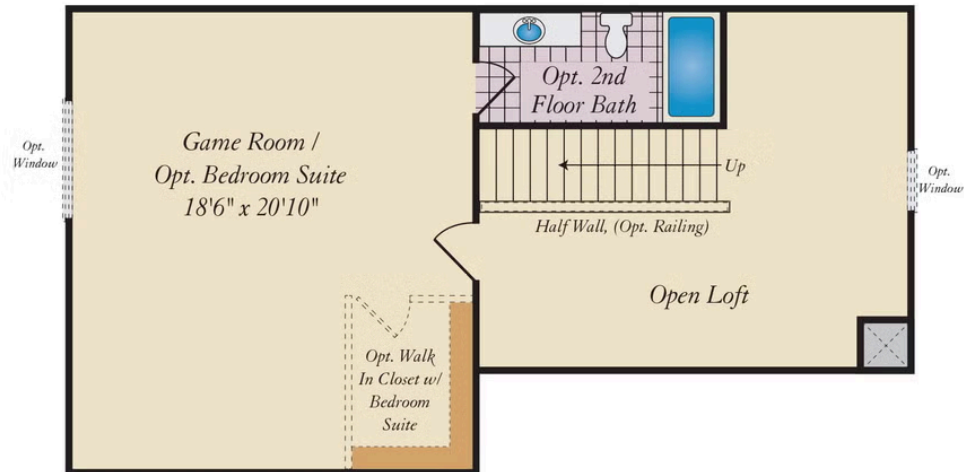 Opt.
Window
Game Room /
Opt. Bedroom Suite
18'6" x 20'10"
Opt. 2nd
Floor Bath
Up
Half Wall, (Opt. Railing)
Opt.
Window
Open Loft
Opt. Walk
In Closet w/
Bedroom
Suite